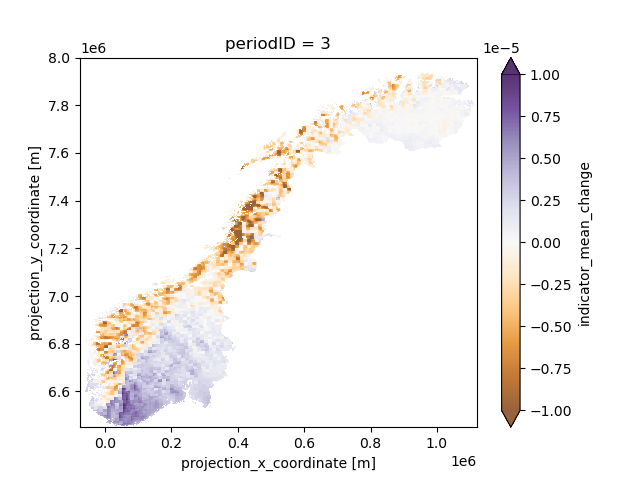 periodID = 3
1e6
1e-5
8.0
7.8
7.6
7.4
7.2
7.0
6.8
6.6
projection_y_coordinate [m]
0.0 0.2 0.4 0.6 0.8 1.0
1e6
projection_x_coordinate [m]
1.00
0.75
0.50
0.25
0.00
−0.25
−0.50
−0.75
−1.00
indicator_mean_change